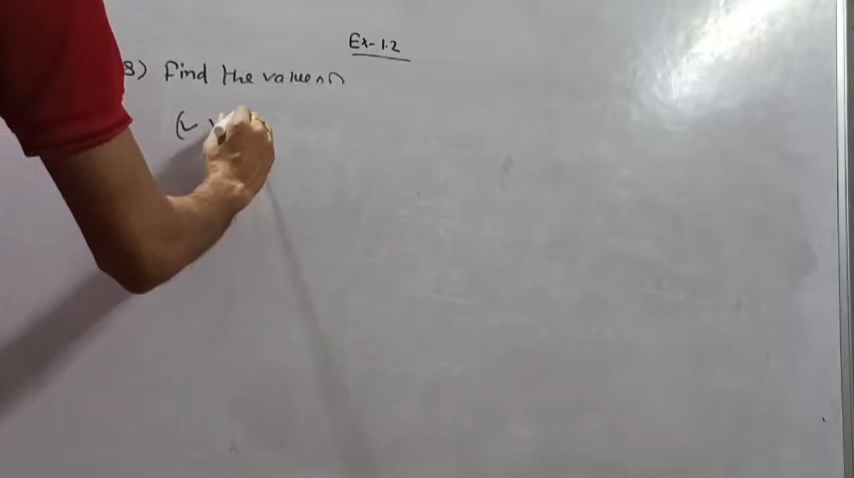 Ex-1.2
3) Find the value of
(